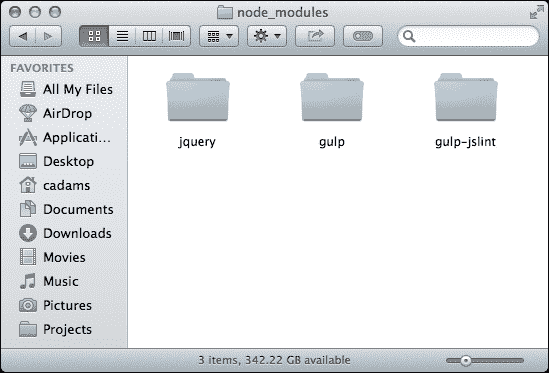 node_modules
FAVORITES
All My Files
AirDrop
Applicati...
Desktop
cadams
Documents
Downloads
Movies
Music
Pictures
Projects
jquery
gulp
gulp-jslint
3 items, 342.22 GB available